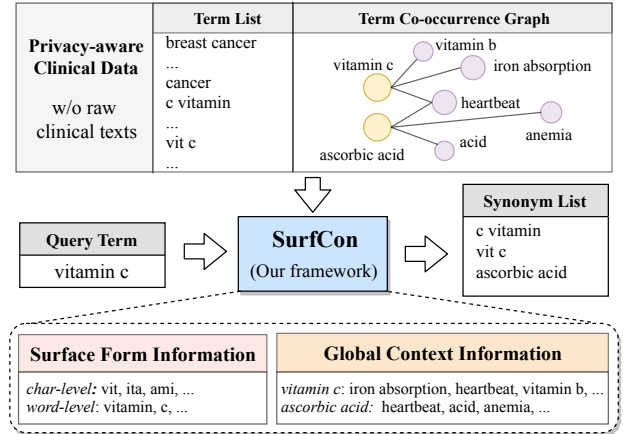 Privacy-aware
Clinical Data
w/o raw
clinical texts
Term List
breast cancer
...
cancer
c vitamin
...
vit c
...
Term Co-occurrence Graph
vitamin b
vitamin c
iron absorption
heartbeat
anemia
acid
ascorbic acid
Query Term
vitamin c
SurfCon
(Our framework)
Synonym List
c vitamin
vit c
ascorbic acid
Surface Form Information
char-level: vit, ita, ami, ...
word-level: vitamin, c, ...
Global Context Information
vitamin c: iron absorption, heartbeat, vitamin b, ...
ascorbic acid: heartbeat, acid, anemia, ...